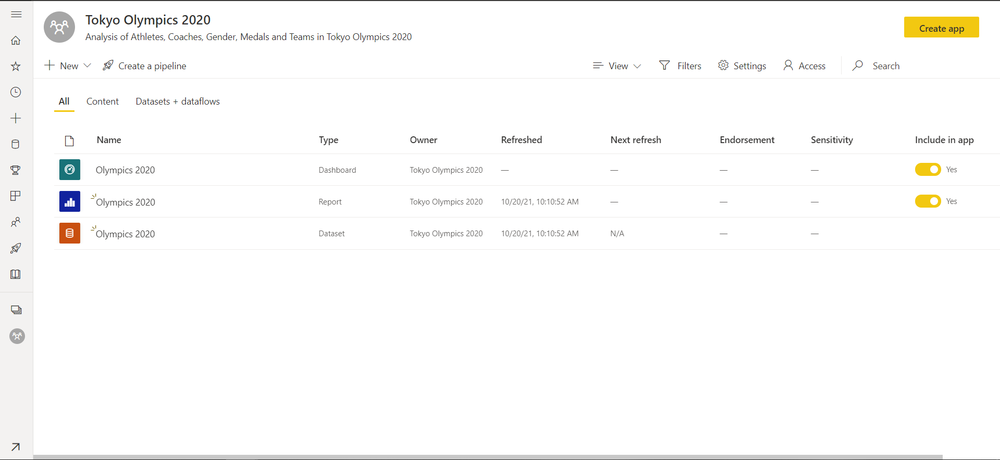 Tokyo Olympics 2020
Analysis of Athletes, Coaches, Gender, Medals and Teams in Tokyo Olympics 2020
Create app
New Create a pipeline View Filters Settings Access Search
All Content Datasets + dataflows
Name Type Owner Refreshed Next refresh Endorsement Sensitivity Include in app
Olympics 2020 Dashboard Tokyo Olympics 2020 — — — — Yes
Olympics 2020 Report Tokyo Olympics 2020 10/20/21, 10:10:52 AM — — — Yes
Olympics 2020 Dataset Tokyo Olympics 2020 10/20/21, 10:10:52 AM N/A — —